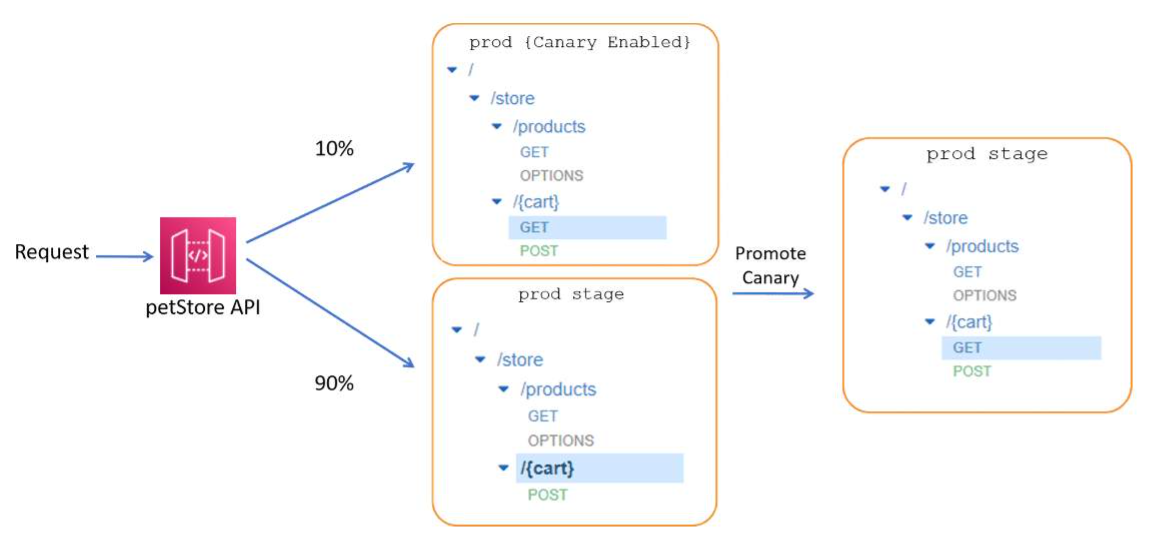 Request
petStore API
10%
90%
prod {Canary Enabled}
/
/store
/products
GET
OPTIONS
/{cart}
GET
POST
prod stage
/
/store
/products
GET
OPTIONS
/{cart}
POST
Promote
Canary
prod stage
/
/store
/products
GET
OPTIONS
/{cart}
GET
POST